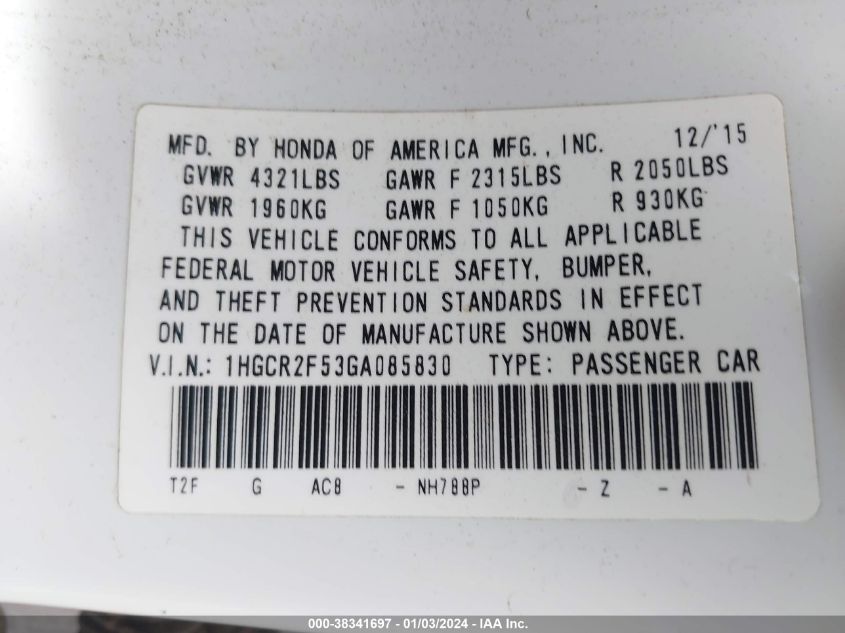 MFD. BY HONDA OF AMERICA MFG., INC. 12/'15
GVWR 4321LBS GAWR F 2315LBS R 2050LBS
GVWR 1960KG GAWR F 1050KG R 930KG
THIS VEHICLE CONFORMS TO ALL APPLICABLE
FEDERAL MOTOR VEHICLE SAFETY, BUMPER,
AND THEFT PREVENTION STANDARDS IN EFFECT
ON THE DATE OF MANUFACTURE SHOWN ABOVE.
V.I.N.: 1HGCR2F53GA085830 TYPE: PASSENGER CAR
T2F G AC8 - NH788P - Z - A
000-38341697 - 01/03/2024 - IAA Inc.